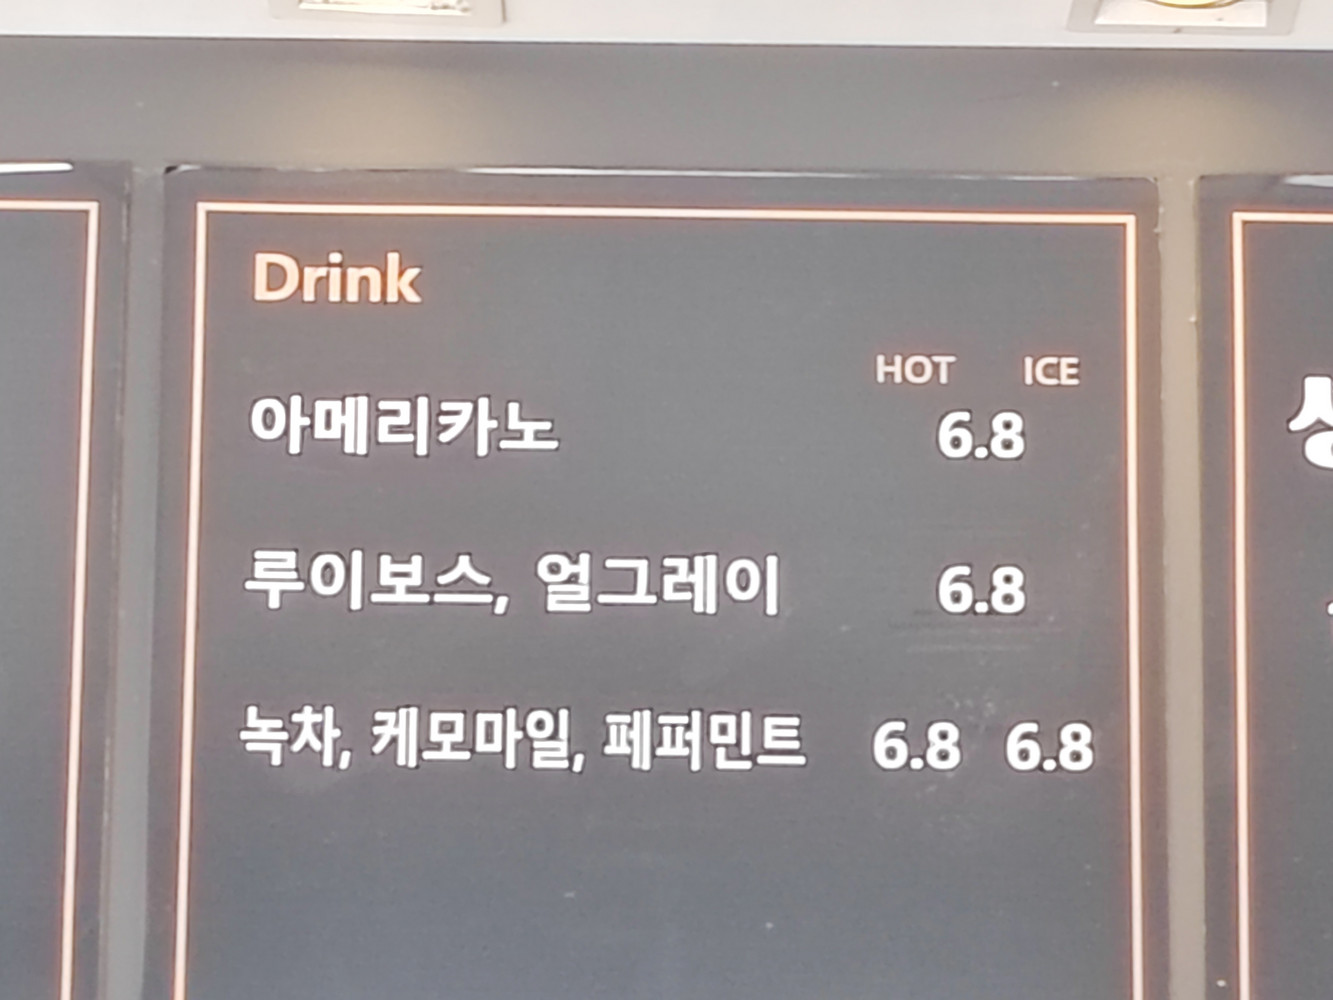 Drink
HOT ICE
아메리카노 6.8
루이보스, 얼그레이 6.8
녹차, 케모마일, 페퍼민트 6.8 6.8